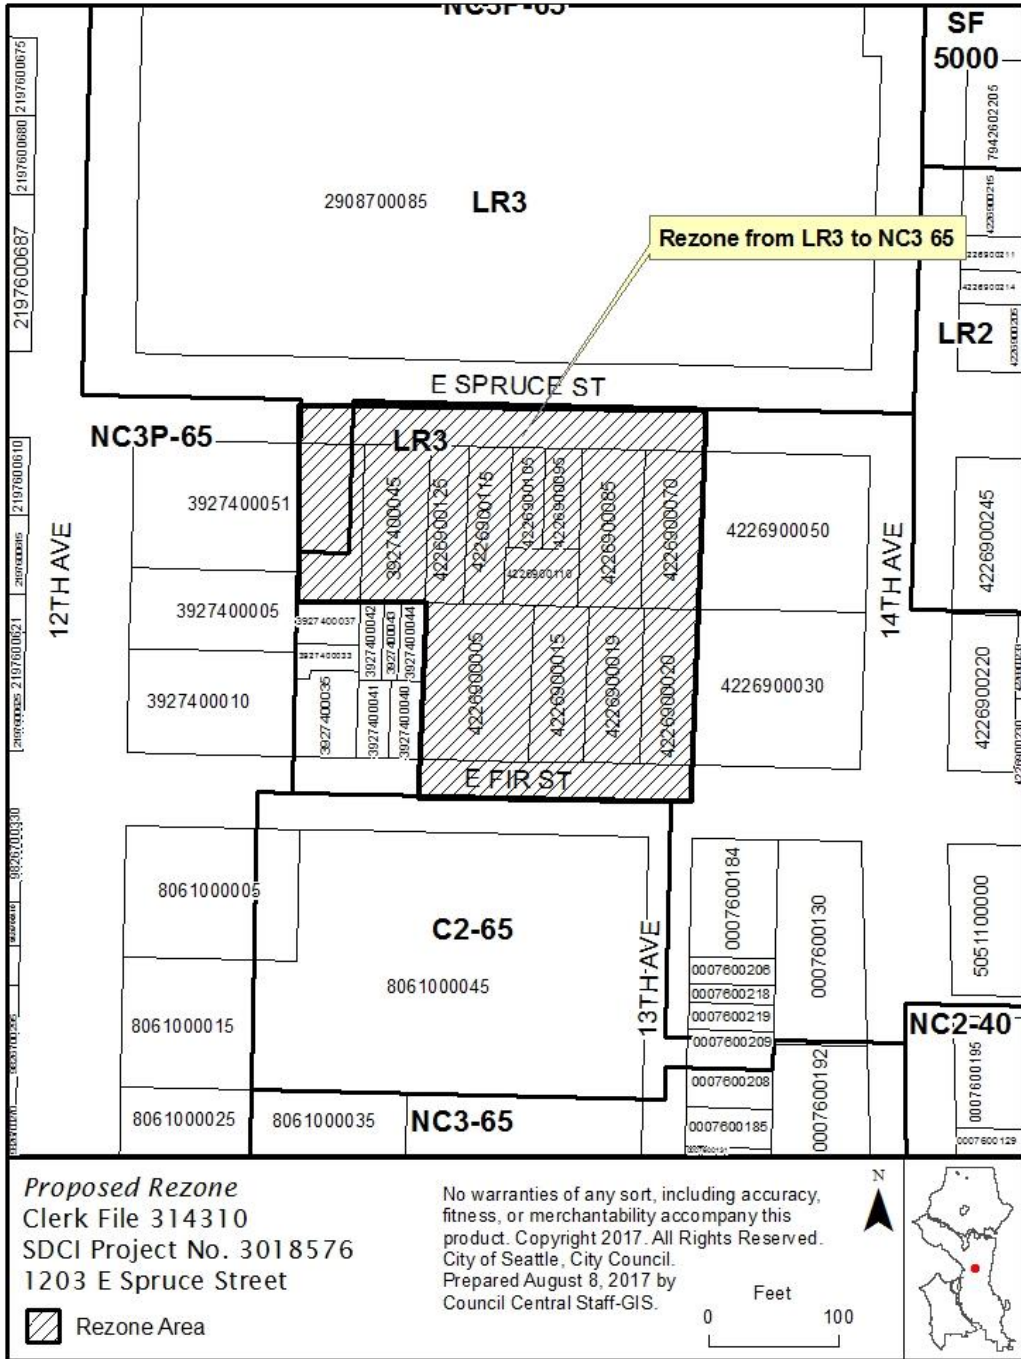 NC3P-65
SF
5000
2197600675
2197600680
7942602205
4226900215
2908700085
LR3
Rezone from LR3 to NC3 65
2197600687
4226900214
LR2
E SPRUCE ST
NC3P-65
LR3
2197600610
3927400051
3927400045
4226900125
4226900115
4226900105
4226900095
4226900085
4226900070
4226900050
4226900245
12TH AVE
14TH AVE
4226900110
3927400005
3927400037
3927400042
3927400043
3927400044
2197600621
3927400033
4226900005
4226900015
4226900019
4226900020
4226900030
4226900220
3927400010
3927400035
3927400041
3927400040
E FIR ST
9826700330
8061000005
0007600184
0007600130
5051100000
C2-65
8061000045
13TH AVE
0007600206
0007600218
0007600219
0007600209
8061000015
NC2-40
0007600195
0007600208
0007600192
8061000025
8061000035
NC3-65
0007600185
0007600129
Proposed Rezone
Clerk File 314310
SDCI Project No. 3018576
1203 E Spruce Street
Rezone Area
No warranties of any sort, including accuracy,
fitness, or merchantability accompany this
product. Copyright 2017. All Rights Reserved.
City of Seattle, City Council.
Prepared August 8, 2017 by
Council Central Staff-GIS.
N
Feet
0
100